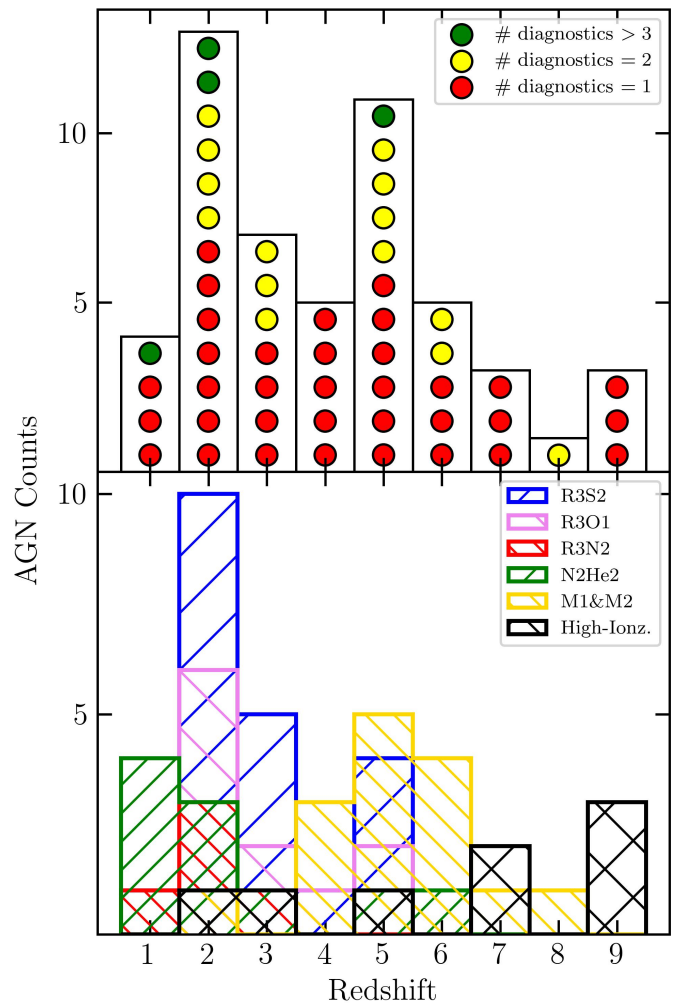 # diagnostics > 3
# diagnostics = 2
# diagnostics = 1
10
5
AGN Counts
10
5
R3S2
R3O1
R3N2
N2He2
M1&M2
High-Ionz.
1 2 3 4 5 6 7 8 9
Redshift